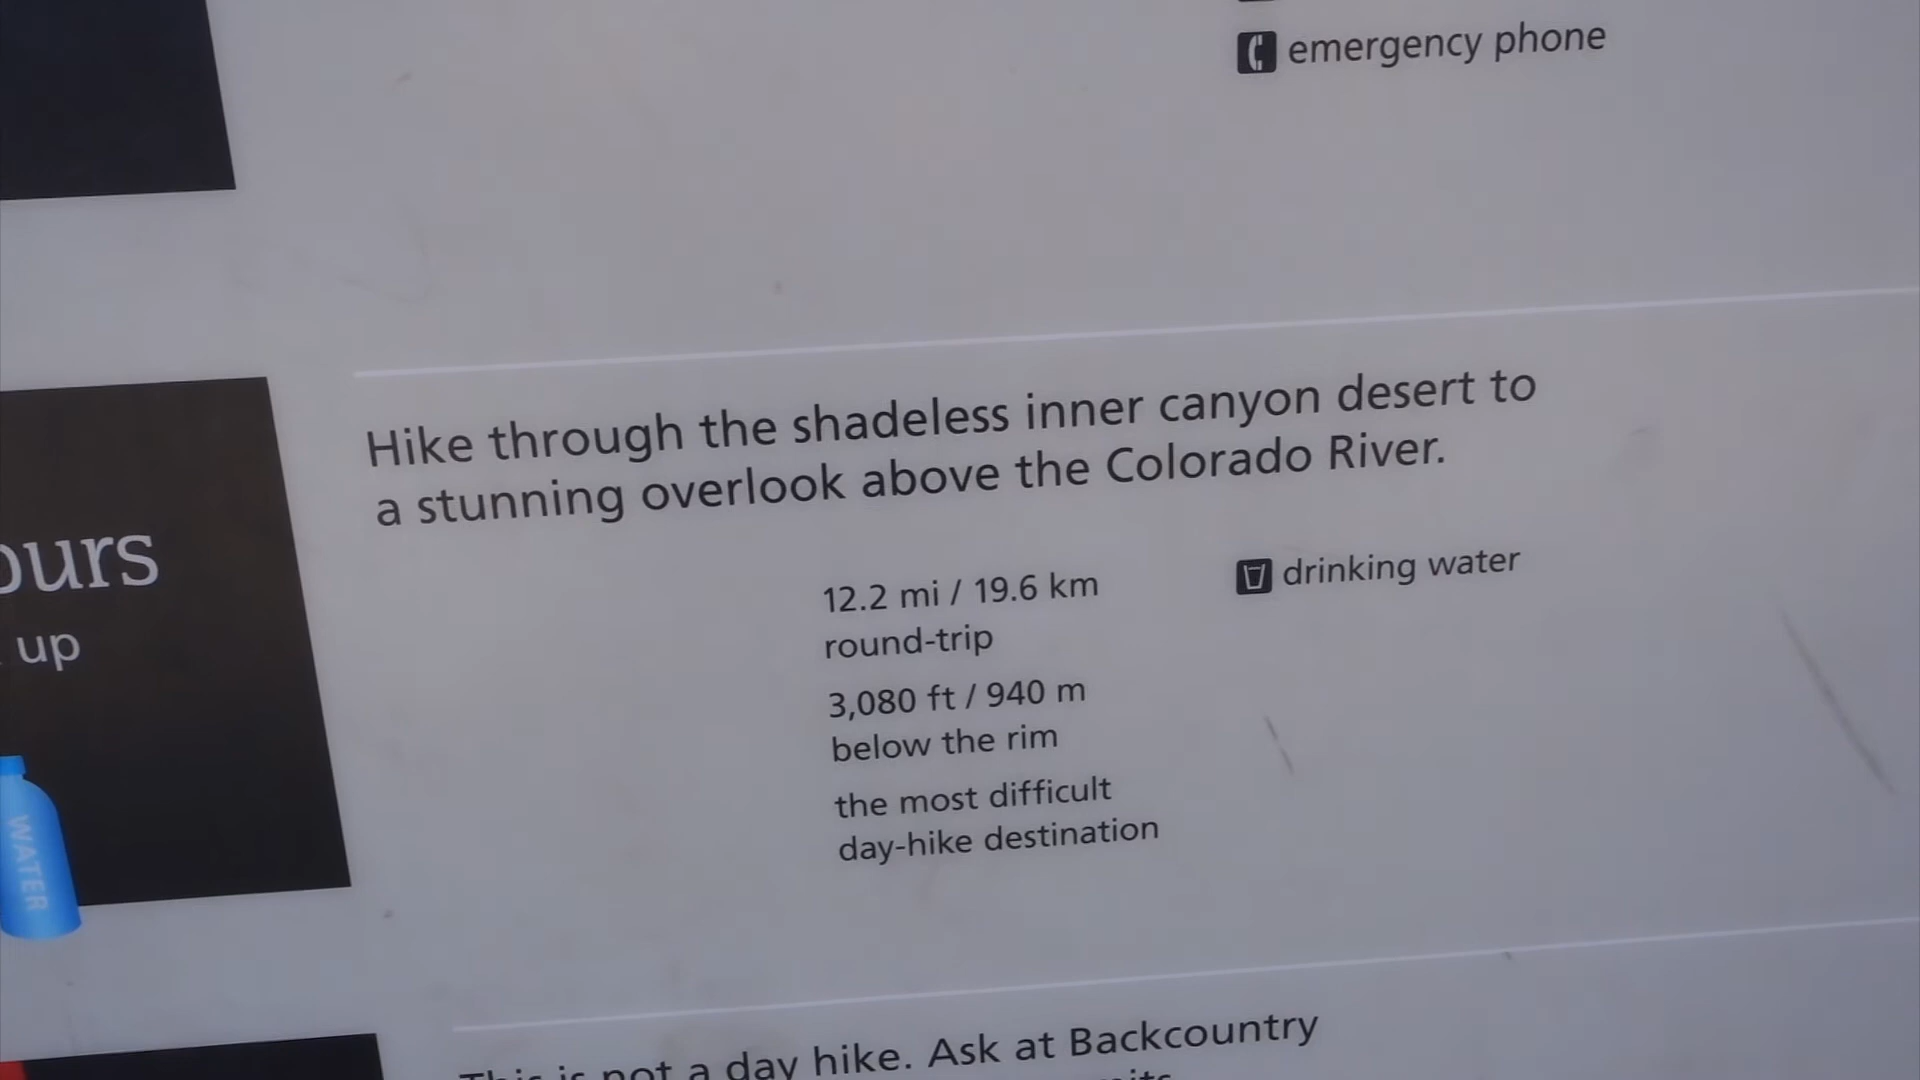 emergency phone
Hike through the shadeless inner canyon desert to
a stunning overlook above the Colorado River.
ours
up
WATER
12.2 mi / 19.6 km
round-trip
3,080 ft / 940 m
below the rim
the most difficult
day-hike destination
drinking water
This is not a day hike. Ask at Backcountry